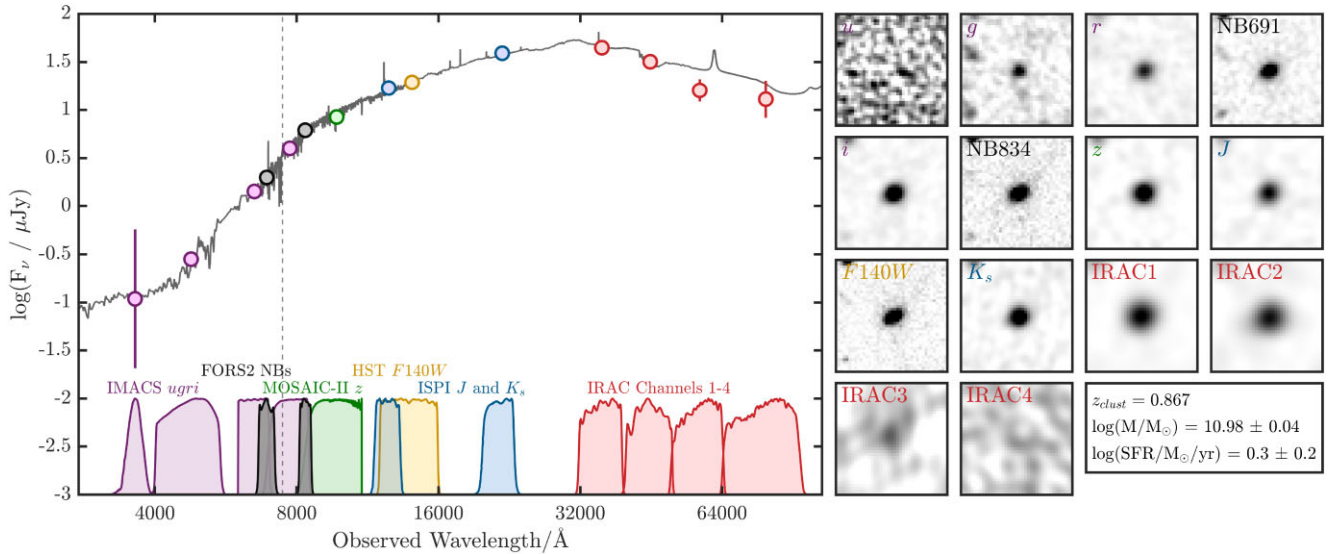 2
1.5
1
0.5
0
-0.5
-1
-1.5
-2
-2.5
-3
log(F_ν / μJy)
FORS2 NBs
HST F140W
IMACS ugri
MOSAIC-II z
ISPI J and K_s
IRAC Channels 1-4
4000 8000 16000 32000 64000
Observed Wavelength/Å
u g r NB691
i NB834 z J
F140W K_s IRAC1 IRAC2
IRAC3 IRAC4
z_clust = 0.867
log(M/M_⊙) = 10.98 ± 0.04
log(SFR/M_⊙/yr) = 0.3 ± 0.2